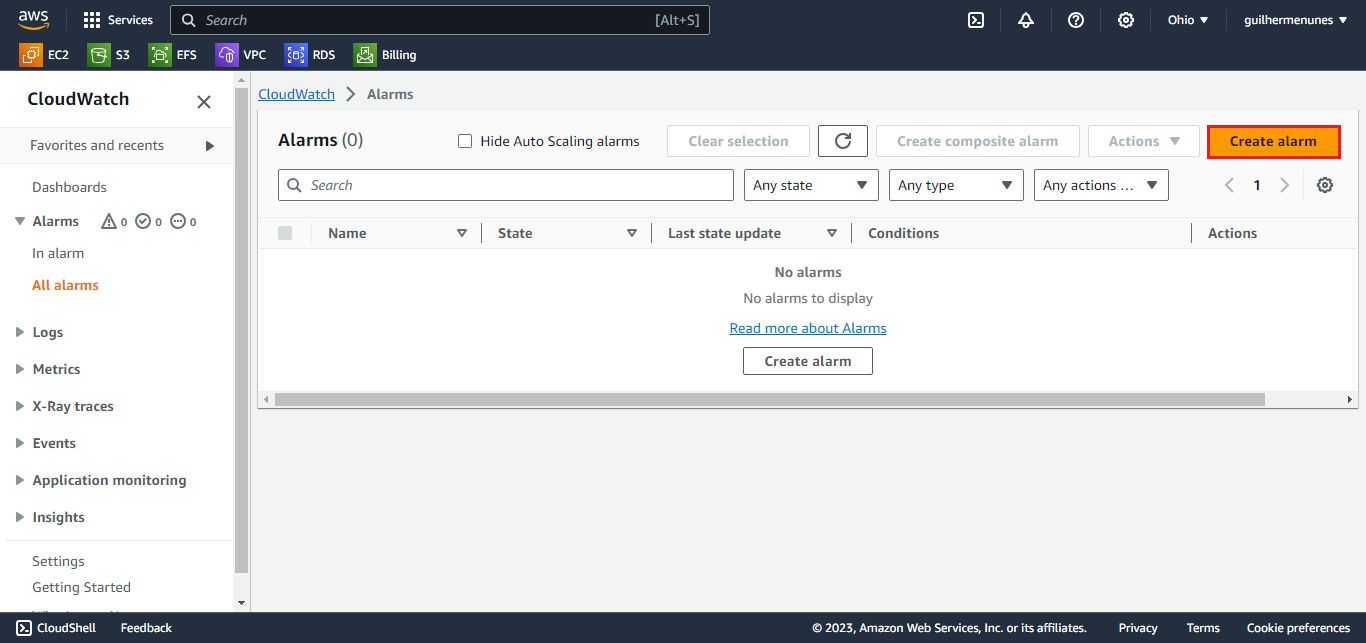 aws
Services
Search
[Alt+S]
Ohio
guilhermenunes
EC2
S3
EFS
VPC
RDS
Billing
CloudWatch
Favorites and recents
Dashboards
Alarms
0
0
0
In alarm
All alarms
Logs
Metrics
X-Ray traces
Events
Application monitoring
Insights
Settings
Getting Started
CloudWatch
Alarms
Alarms (0)
Hide Auto Scaling alarms
Clear selection
Create composite alarm
Actions
Create alarm
Search
Any state
Any type
Any actions ...
1
Name
State
Last state update
Conditions
Actions
No alarms
No alarms to display
Read more about Alarms
Create alarm
CloudShell
Feedback
© 2023, Amazon Web Services, Inc. or its affiliates.
Privacy
Terms
Cookie preferences